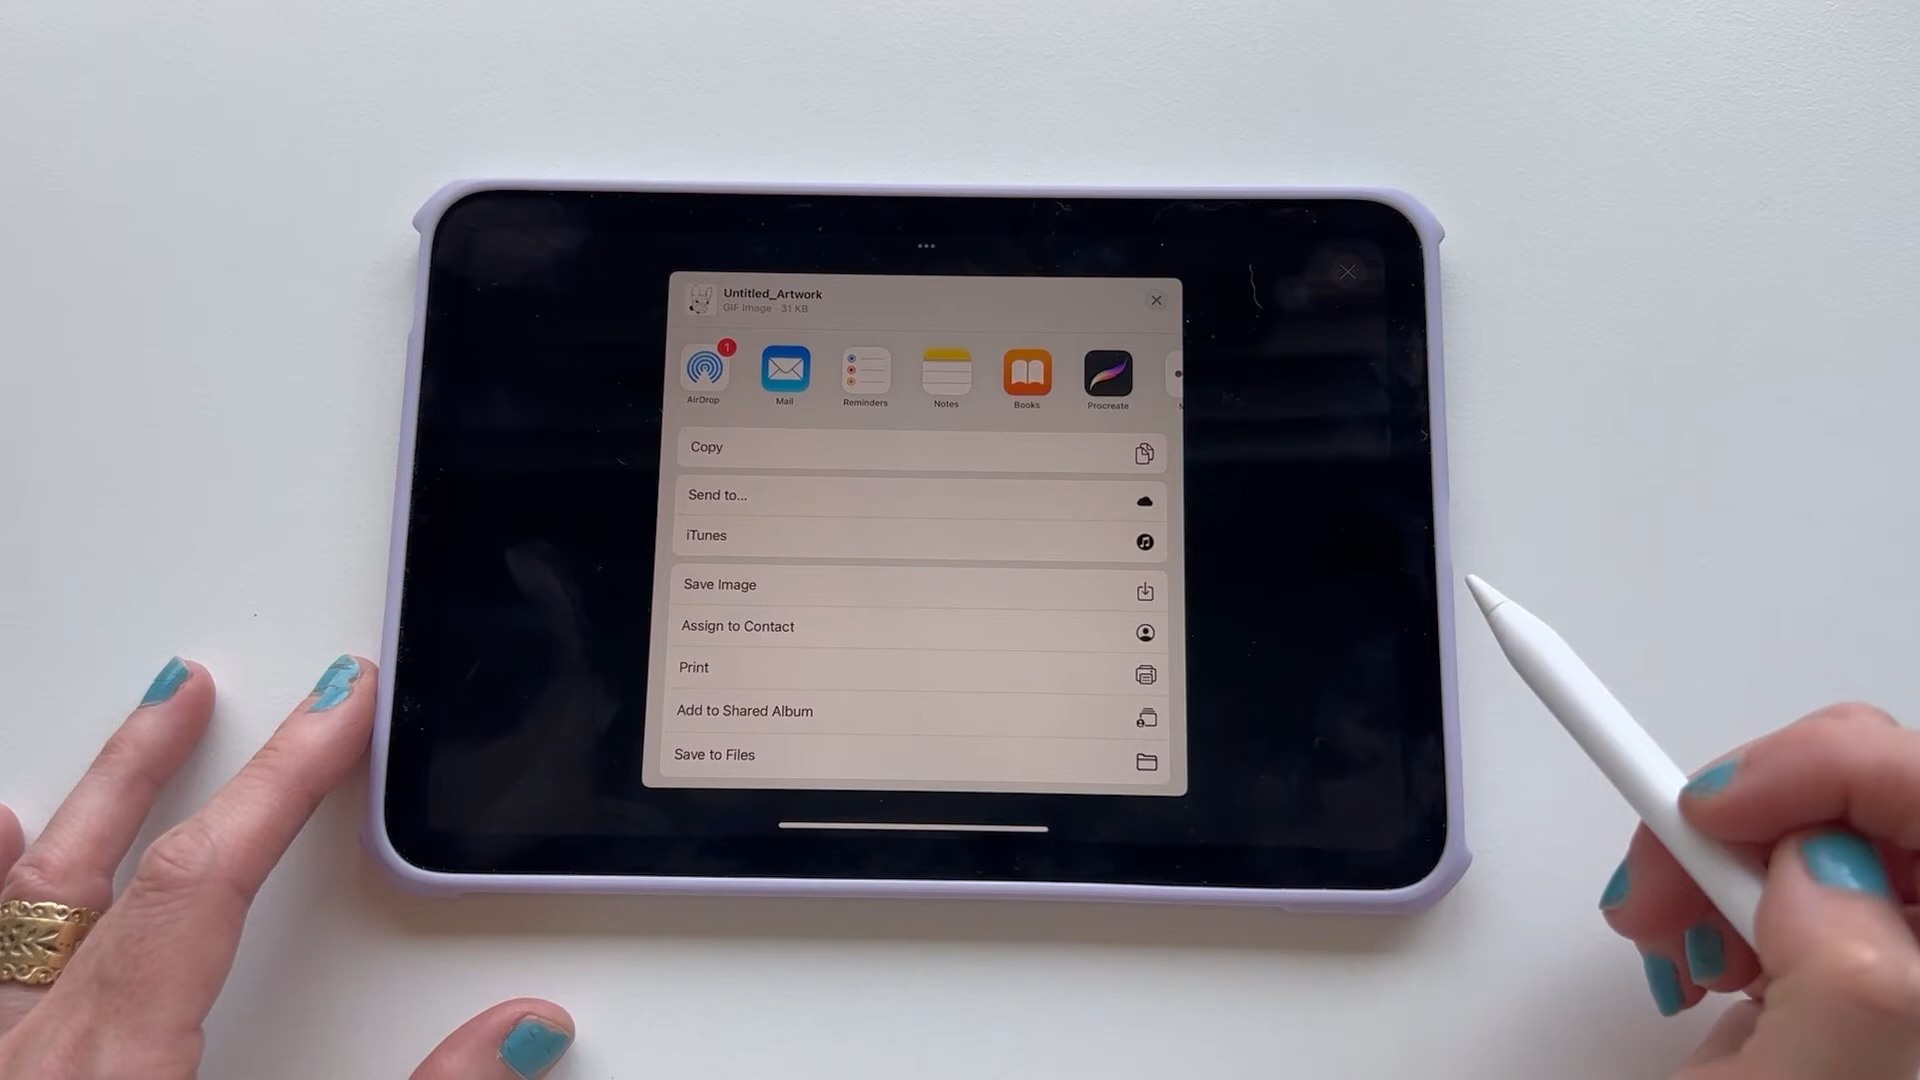 Untitled_Artwork
GIF Image · 31 KB
1
AirDrop
Mail
Reminders
Notes
Books
Procreate
Copy
Send to...
iTunes
Save Image
Assign to Contact
Print
Add to Shared Album
Save to Files